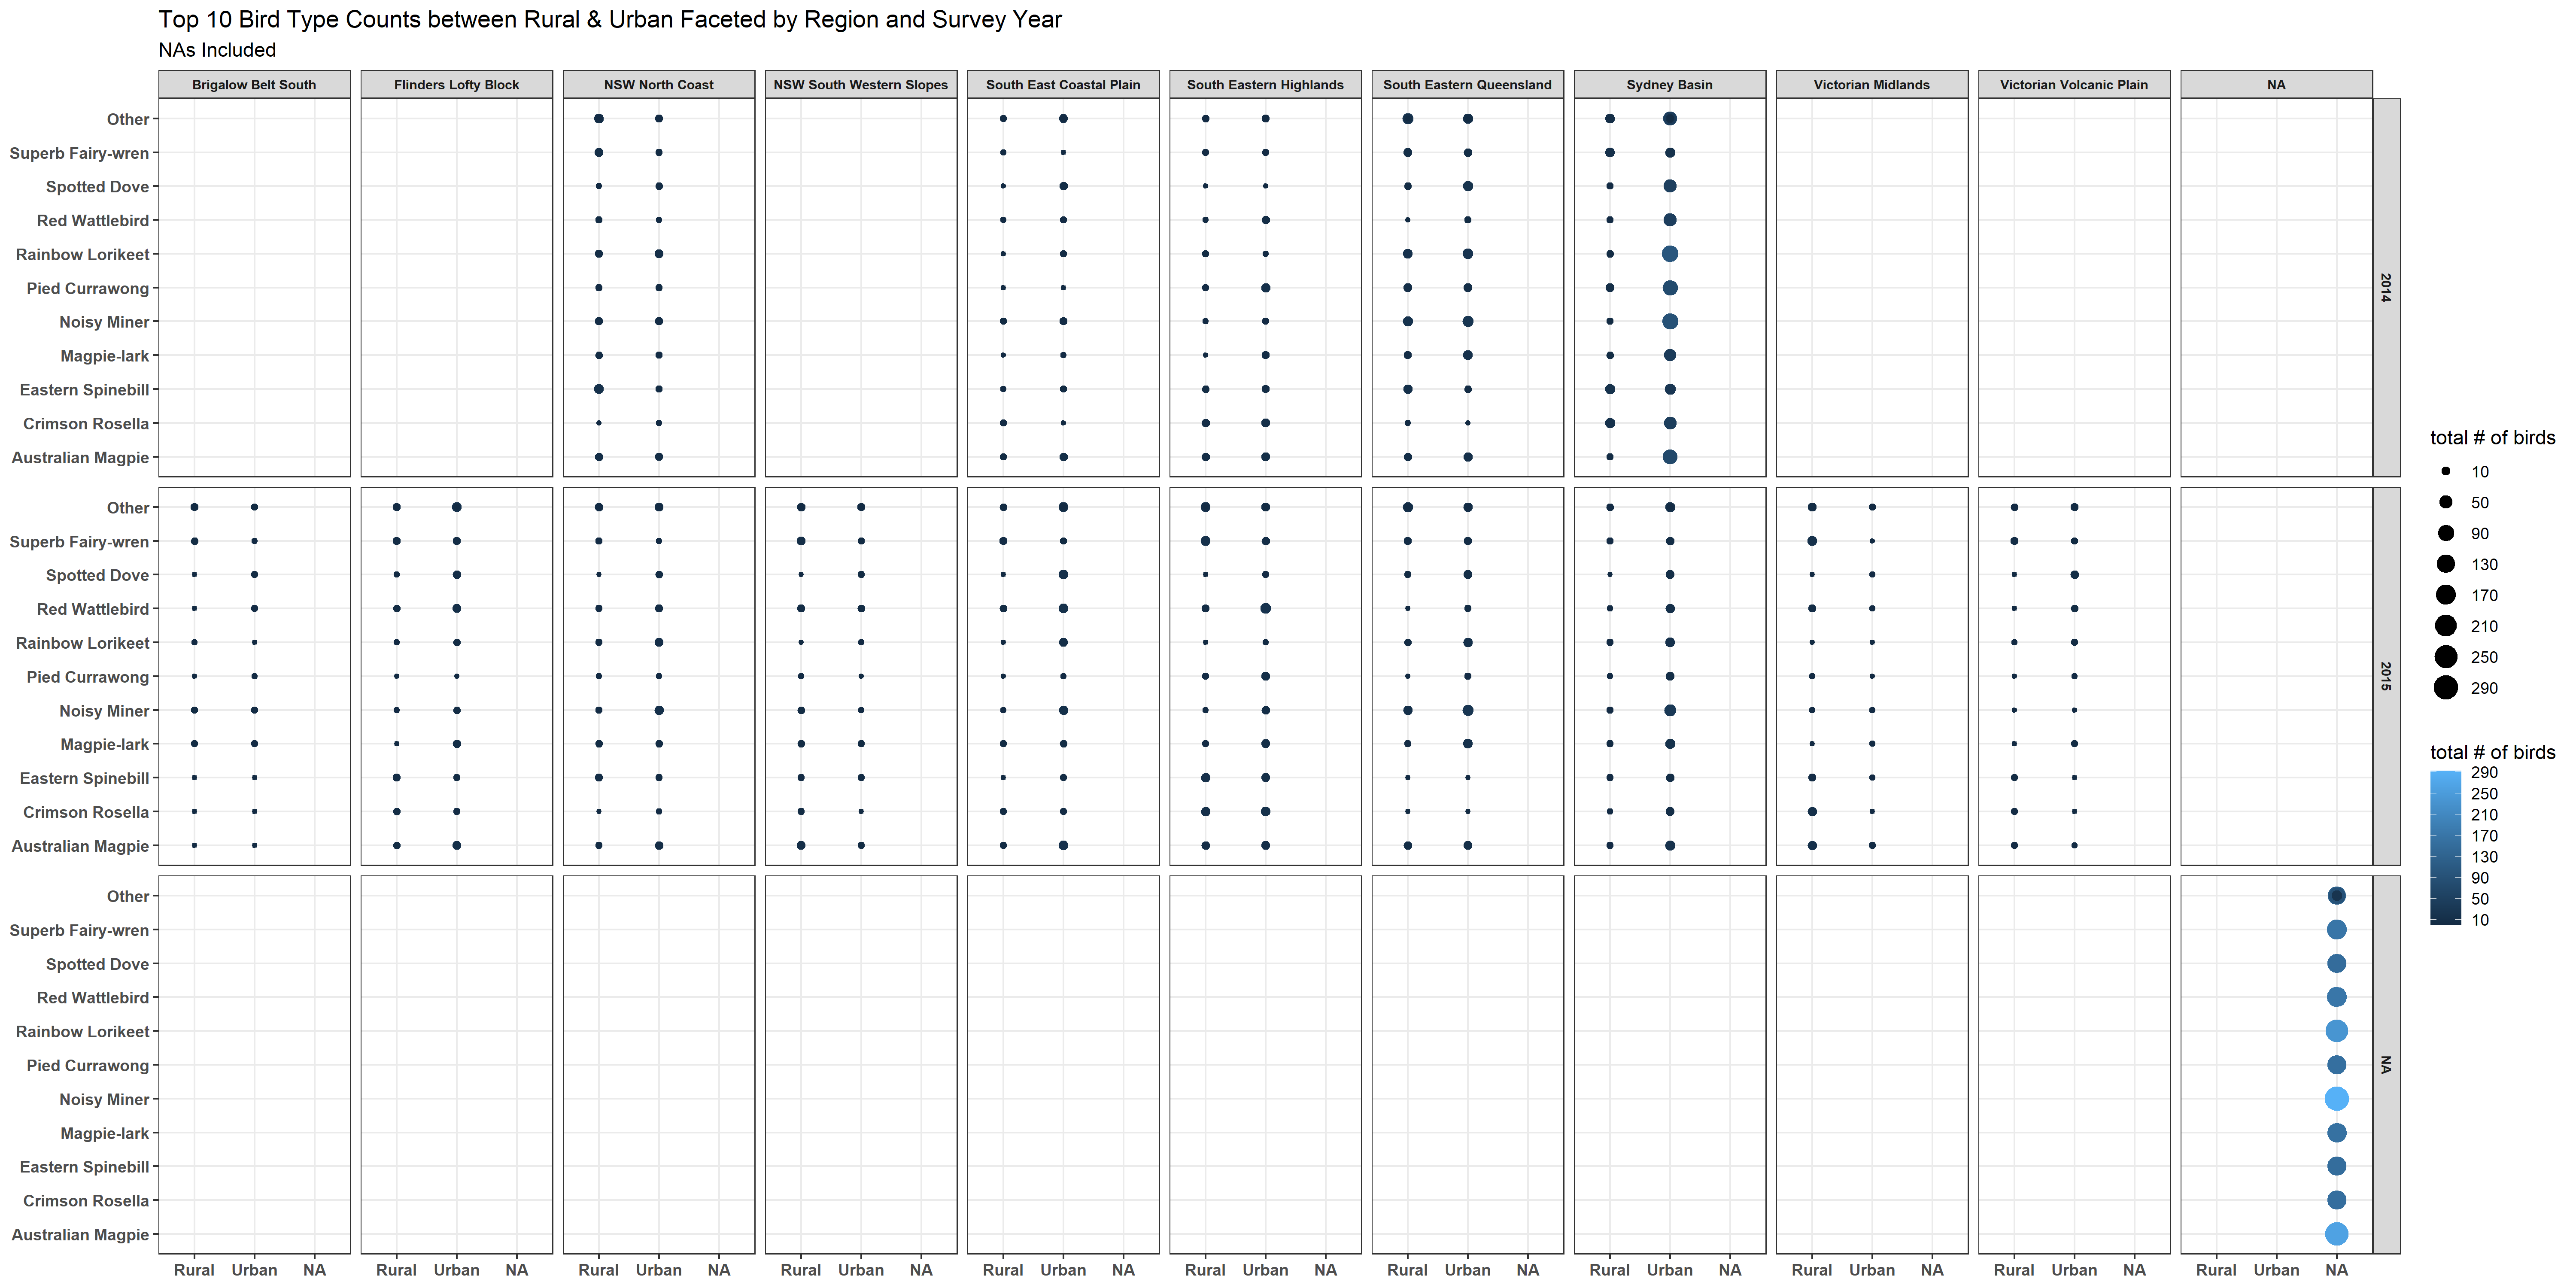 Top 10 Bird Type Counts between Rural & Urban Faceted by Region and Survey Year
NAs Included
Brigalow Belt South Flinders Lofty Block NSW North Coast NSW South Western Slopes South East Coastal Plain South Eastern Highlands South Eastern Queensland Sydney Basin Victorian Midlands Victorian Volcanic Plain NA
Other
Superb Fairy-wren
Spotted Dove
Red Wattlebird
Rainbow Lorikeet
Pied Currawong
Noisy Miner
Magpie-lark
Eastern Spinebill
Crimson Rosella
Australian Magpie
2014
Other
Superb Fairy-wren
Spotted Dove
Red Wattlebird
Rainbow Lorikeet
Pied Currawong
Noisy Miner
Magpie-lark
Eastern Spinebill
Crimson Rosella
Australian Magpie
2015
Other
Superb Fairy-wren
Spotted Dove
Red Wattlebird
Rainbow Lorikeet
Pied Currawong
Noisy Miner
Magpie-lark
Eastern Spinebill
Crimson Rosella
Australian Magpie
NA
Rural Urban NA Rural Urban NA Rural Urban NA Rural Urban NA Rural Urban NA Rural Urban NA Rural Urban NA Rural Urban NA Rural Urban NA Rural Urban NA Rural Urban NA
total # of birds
10
50
90
130
170
210
250
290
total # of birds
290
250
210
170
130
90
50
10